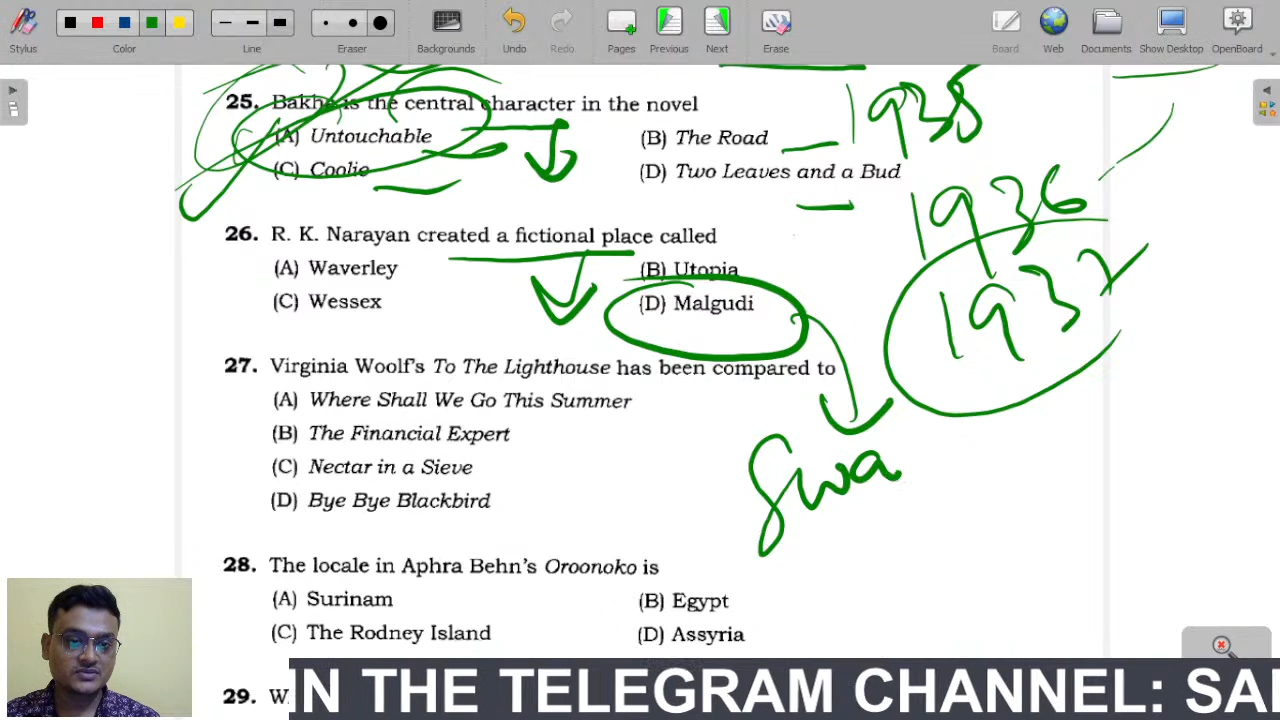 Stylus Color Line Eraser Backgrounds Undo Redo Pages Previous Next Erase Board Web Documents Show Desktop OpenBoard
25. Bakha is the central character in the novel
(A) Untouchable (B) The Road
(C) Coolie (D) Two Leaves and a Bud
1935
1936
1937
26. R. K. Narayan created a fictional place called
(A) Waverley (B) Utopia
(C) Wessex (D) Malgudi
27. Virginia Woolf's To The Lighthouse has been compared to
(A) Where Shall We Go This Summer
(B) The Financial Expert
(C) Nectar in a Sieve
(D) Bye Bye Blackbird
Swa
28. The locale in Aphra Behn's Oroonoko is
(A) Surinam (B) Egypt
(C) The Rodney Island (D) Assyria
29. W
IN THE TELEGRAM CHANNEL: SA